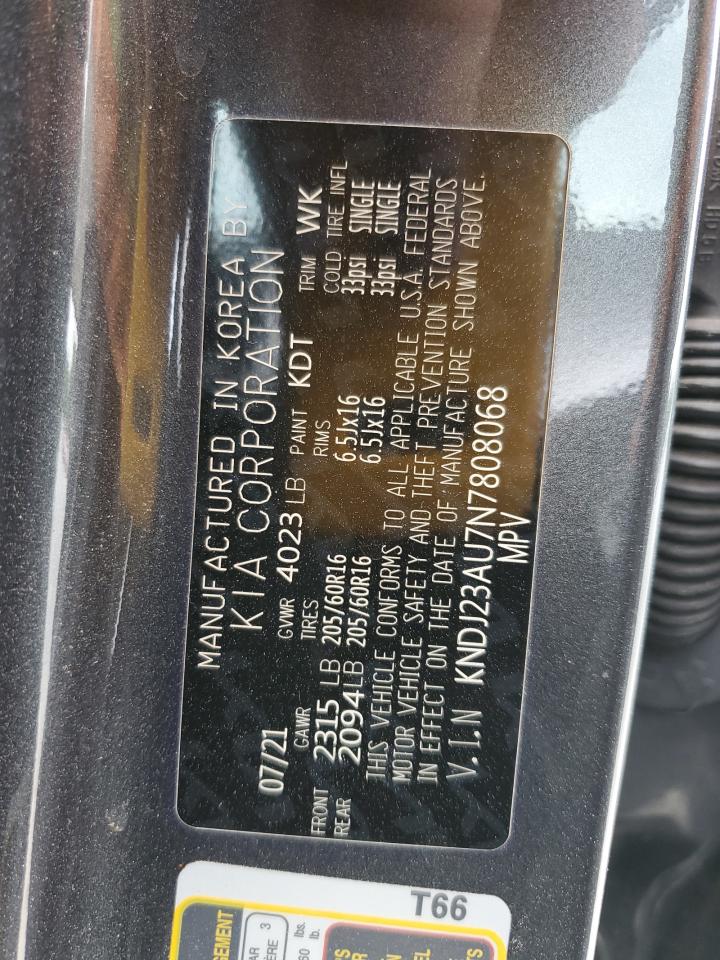 MANUFACTURED IN KOREA BY
KIA CORPORATION
07/21 GVWR 4023 LB PAINT KDT TRIM WK
GAWR TIRES RIMS COLD TIRE INFL
FRONT 2315 LB 205/60R16 6.5Jx16 33psi SINGLE
REAR 2094 LB 205/60R16 6.5Jx16 33psi SINGLE
THIS VEHICLE CONFORMS TO ALL APPLICABLE U.S.A. FEDERAL
MOTOR VEHICLE SAFETY AND THEFT PREVENTION STANDARDS
IN EFFECT ON THE DATE OF MANUFACTURE SHOWN ABOVE.
V.I.N KNDJ23AU7N7808068
MPV
T66